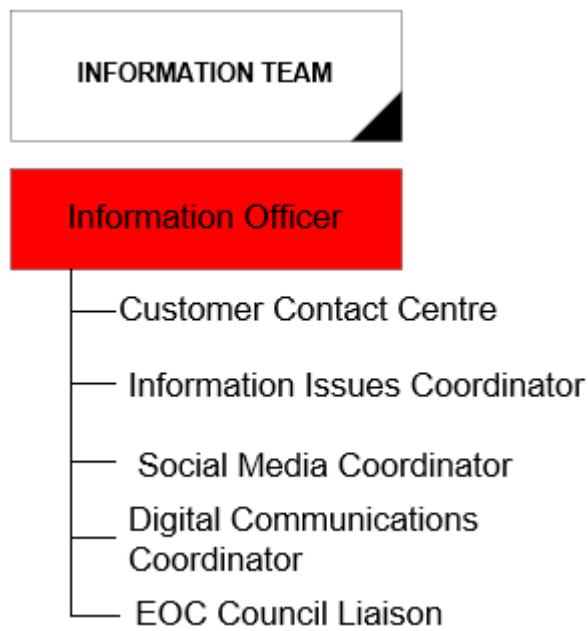 INFORMATION TEAM
Information Officer
Customer Contact Centre
Information Issues Coordinator
Social Media Coordinator
Digital Communications
Coordinator
EOC Council Liaison